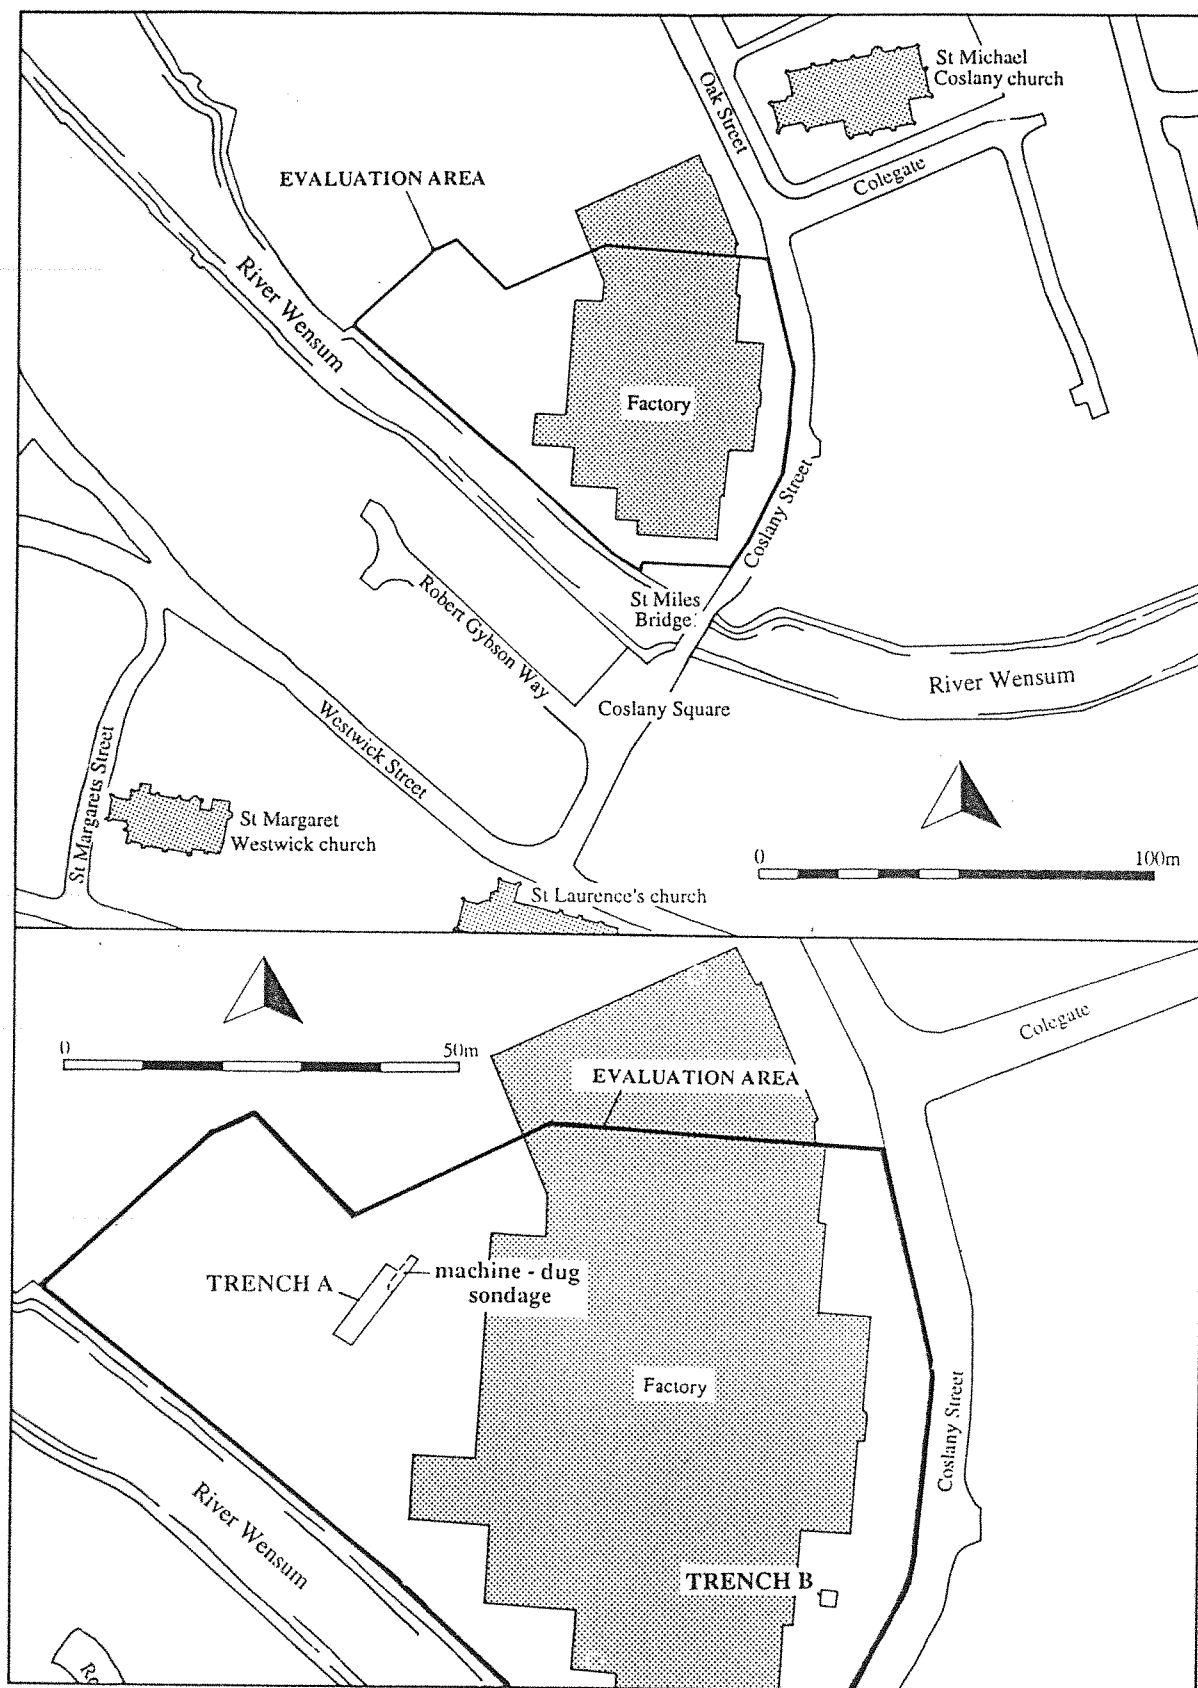 St Michael
Coslany church
Oak Street
Colegate
EVALUATION AREA
River Wensum
Factory
Coslany Street
St Miles
Bridge
Robert Gybson Way
River Wensum
Coslany Square
Westwick Street
St Margarets Street
St Margaret
Westwick church
0 100m
St Laurence's church
0 50m
Colegate
EVALUATION AREA
machine - dug
sondage
TRENCH A
Factory
Coslany Street
River Wensum
TRENCH B
Ro